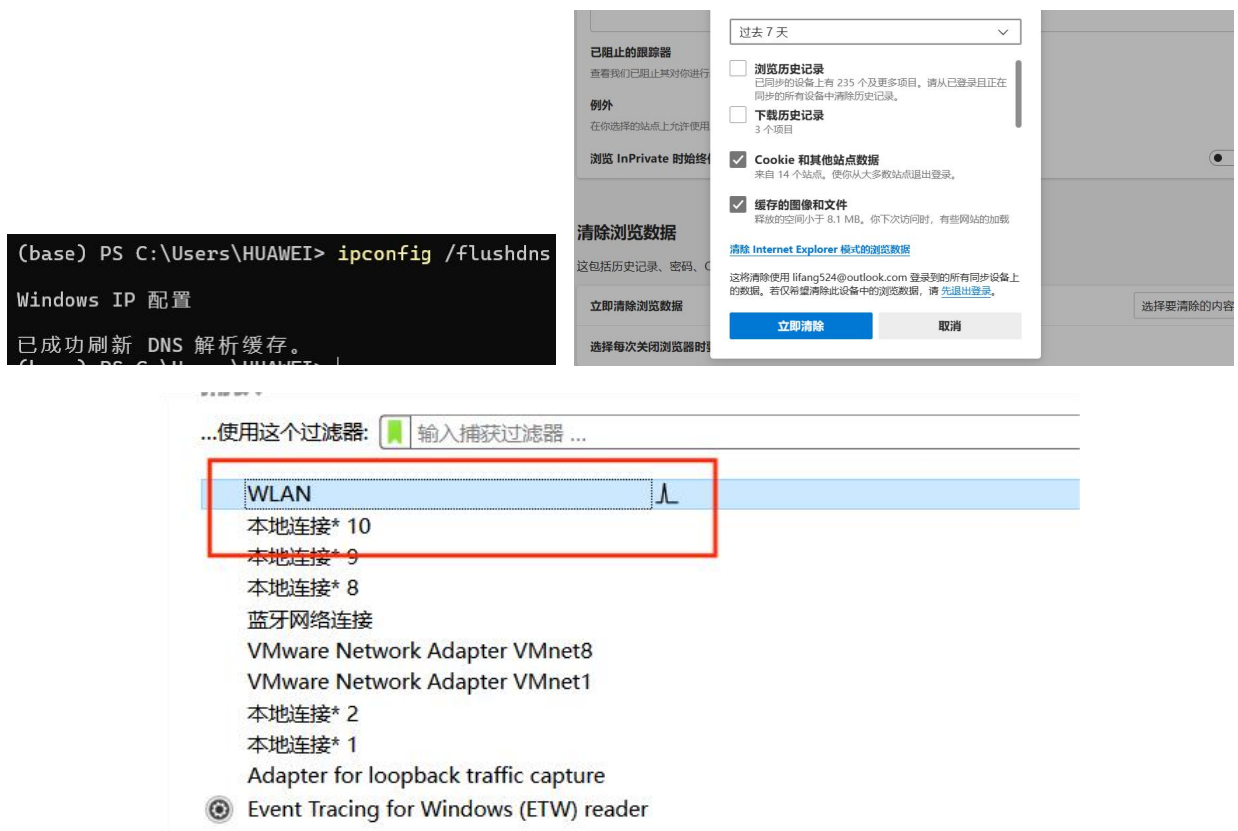 (base) PS C:\Users\HUAWEI> ipconfig /flushdns
Windows IP 配置
已成功刷新 DNS 解析缓存。
已阻止的跟踪器
查看我们已阻止其对你进行
例外
在你选择的站点上允许使用
浏览 InPrivate 时始终
清除浏览数据
这包括历史记录、密码、
立即清除浏览数据
选择要清除的内容
选择每次关闭浏览器时
过去 7 天
浏览历史记录
已同步的设备上有 235 个及更多项目。请从已登录且正在
同步的所有设备中清除历史记录。
下载历史记录
3 个项目
Cookie 和其他站点数据
来自 14 个站点。使你从大多数站点退出登录。
缓存的图像和文件
释放的空间小于 8.1 MB。你下次访问时，有些网站的加载
清除 Internet Explorer 模式的浏览数据
这将清除使用 lifang524@outlook.com 登录到的所有同步设备上
的数据。若仅希望清除此设备中的浏览数据，请 先退出登录。
立即清除
取消
...使用这个过滤器:
输入捕获过滤器 ...
WLAN
本地连接* 10
本地连接* 9
本地连接* 8
蓝牙网络连接
VMware Network Adapter VMnet8
VMware Network Adapter VMnet1
本地连接* 2
本地连接* 1
Adapter for loopback traffic capture
Event Tracing for Windows (ETW) reader